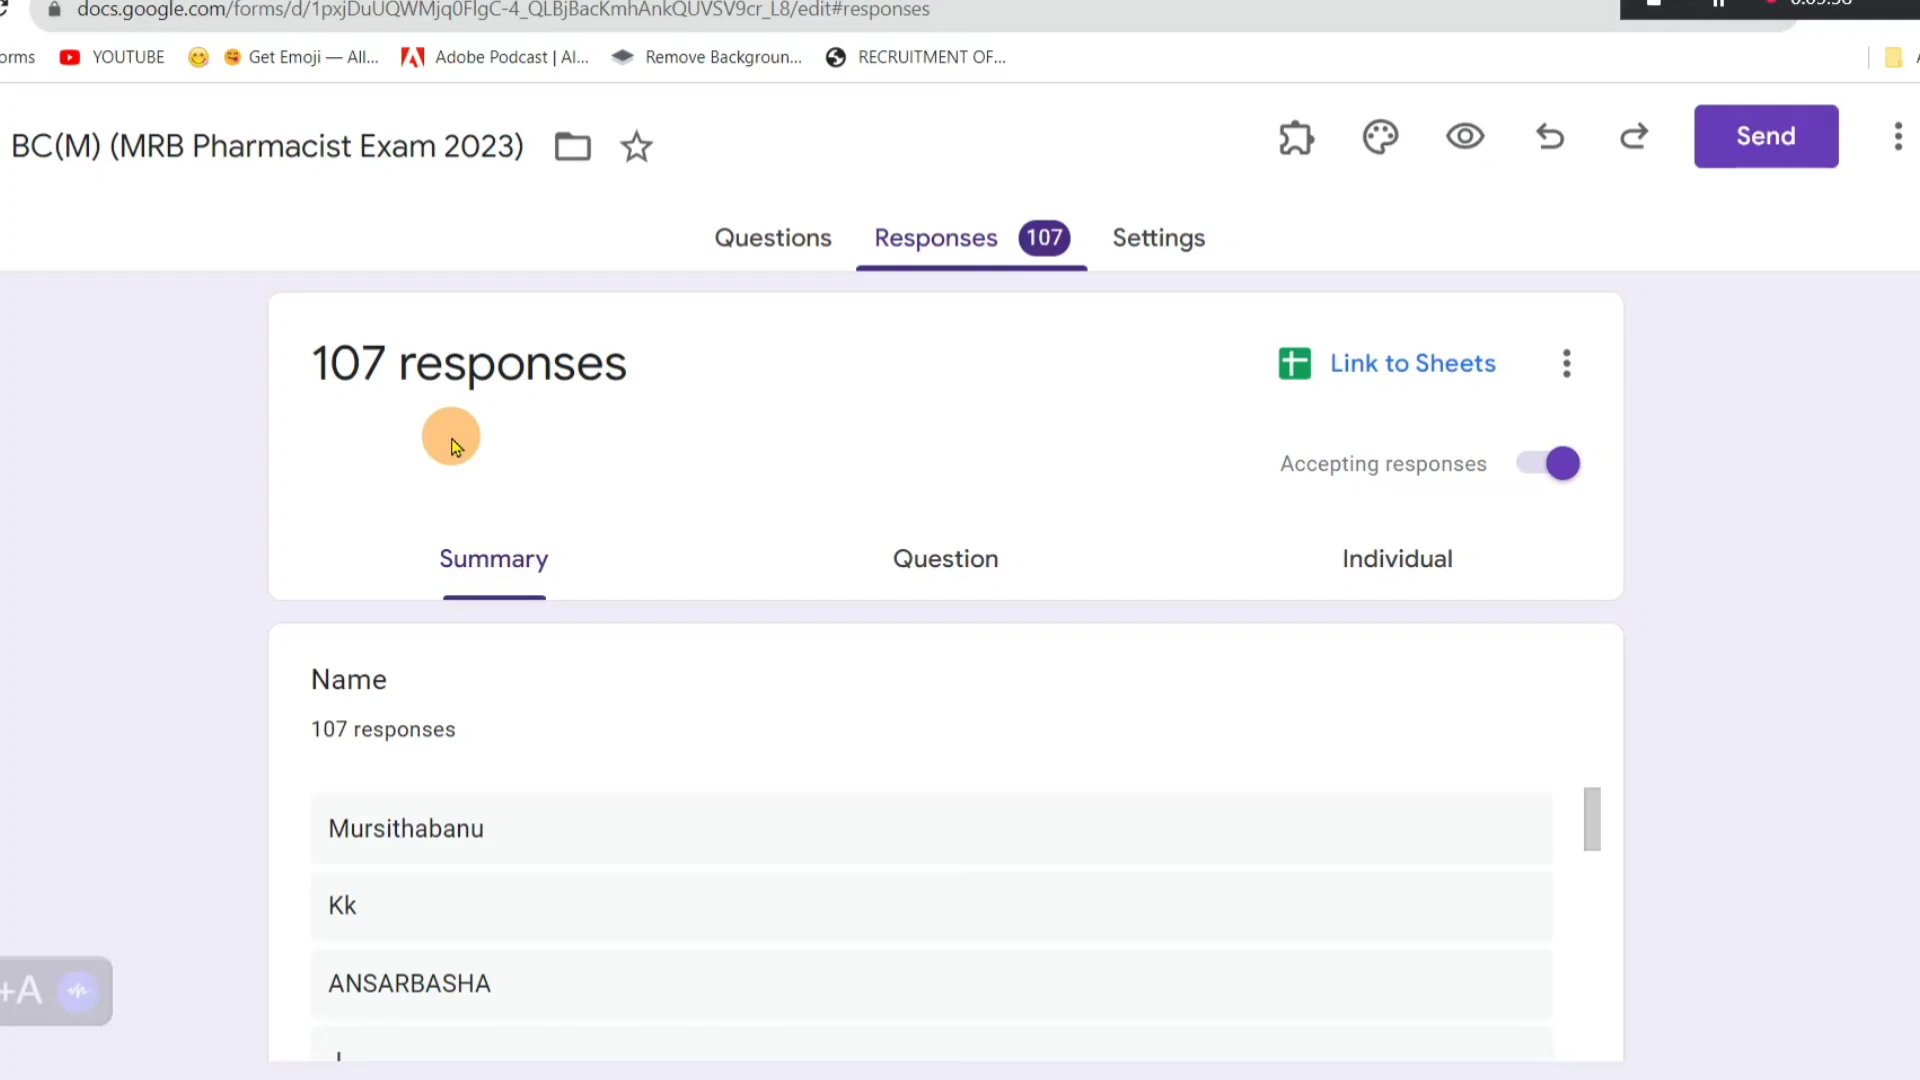 docs.google.com/forms/d/1pxjDuUQWMjq0FlgC-4_QLBjBacKmhAnkQUVSV9cr_L8/edit#responses
orms YOUTUBE Get Emoji — All... Adobe Podcast | AI... Remove Backgroun... RECRUITMENT OF...
BC(M) (MRB Pharmacist Exam 2023)
Send
Questions Responses 107 Settings
107 responses
Link to Sheets
Accepting responses
Summary Question Individual
Name
107 responses
Mursithabanu
Kk
ANSARBASHA
+A